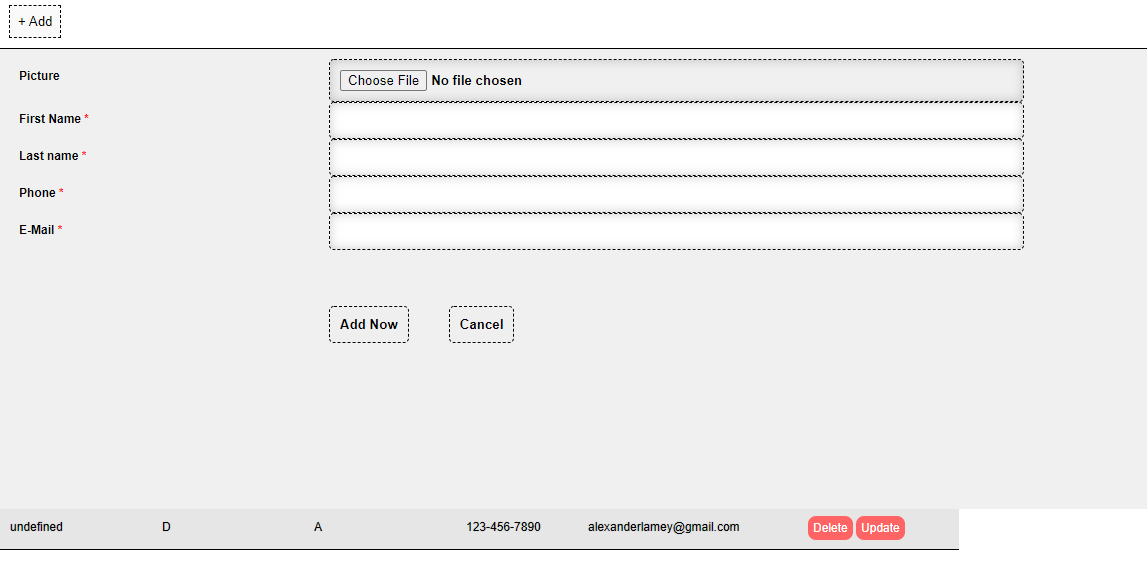 + Add
Picture
Choose File No file chosen
First Name *
Last name *
Phone *
E-Mail *
Add Now Cancel
undefined D A 123-456-7890 alexanderlamey@gmail.com Delete Update